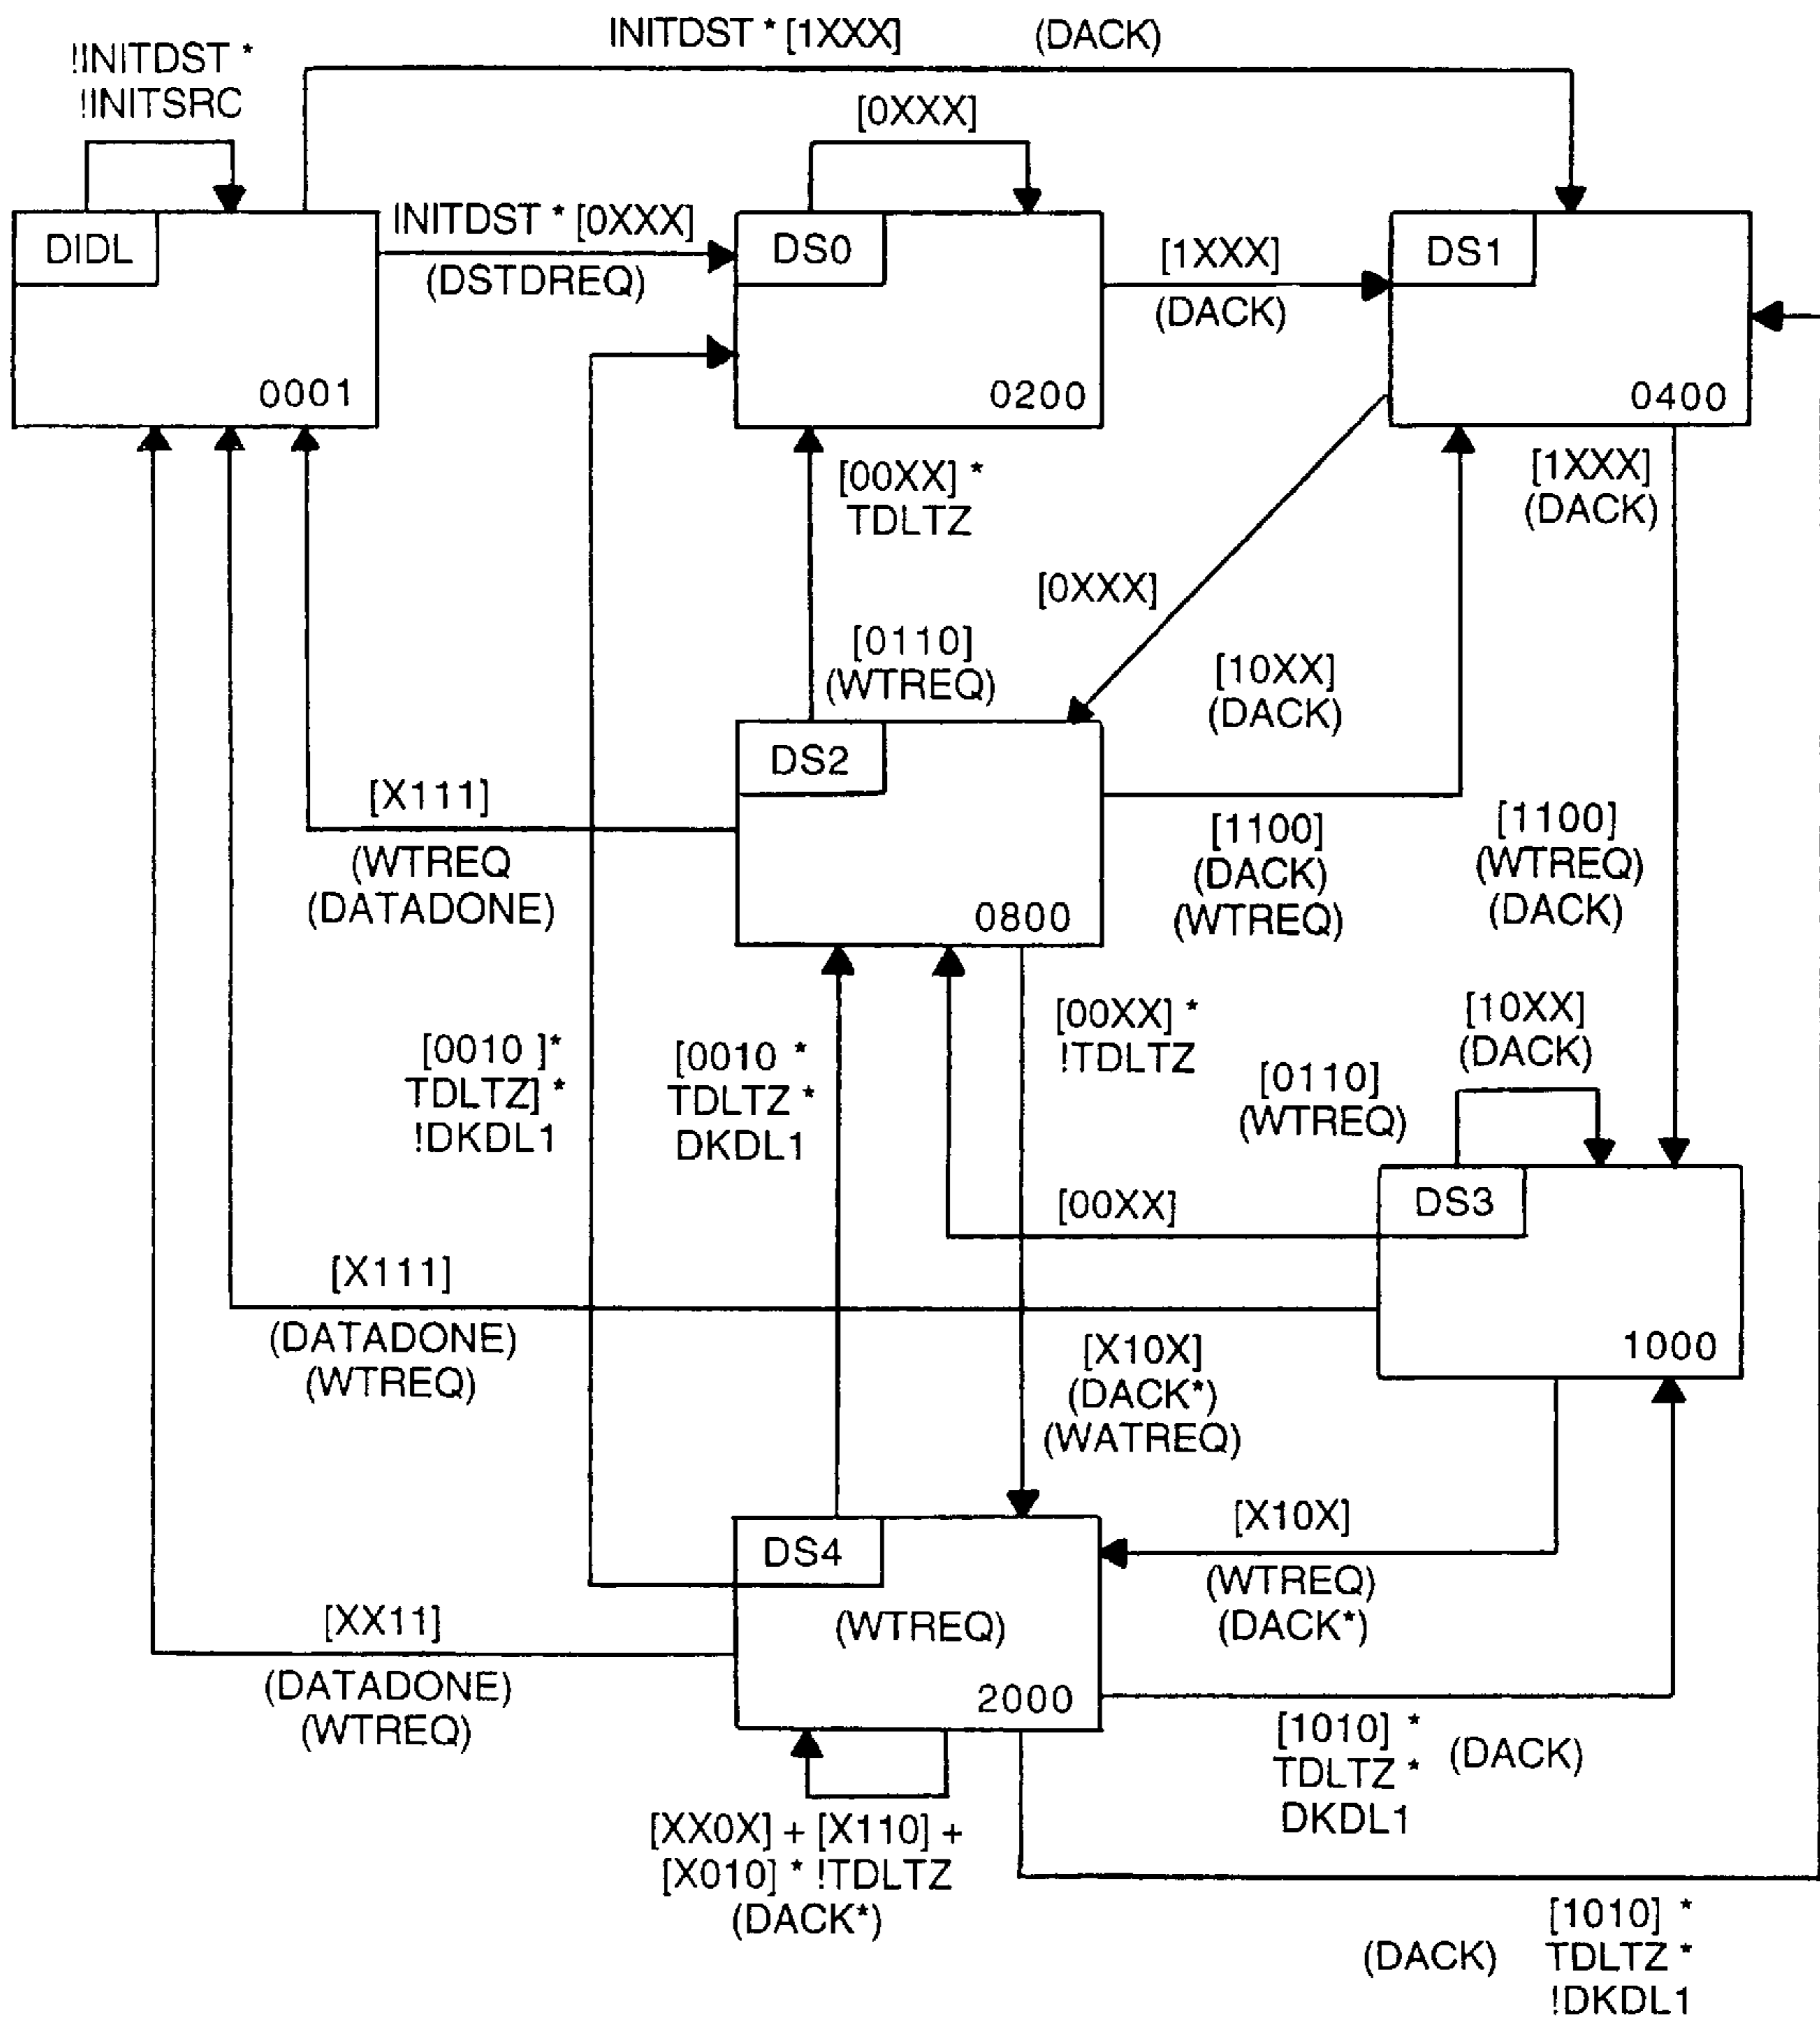 INITDST * [1XXX] (DACK)
!INITDST *
!INITSRC
[0XXX]
DIDL
0001
INITDST * [0XXX]
(DSTDREQ)
DS0
0200
[1XXX]
(DACK)
DS1
0400
[00XX] *
TDLTZ
[1XXX]
(DACK)
[0XXX]
[0110]
(WTREQ)
[10XX]
(DACK)
DS2
0800
[X111]
(WTREQ
(DATADONE)
[1100]
(DACK)
(WTREQ)
[1100]
(WTREQ)
(DACK)
[0010 ]*
TDLTZ] *
!DKDL1
[0010 *
TDLTZ *
DKDL1
[00XX] *
!TDLTZ
[10XX]
(DACK)
[0110]
(WTREQ)
[00XX]
DS3
1000
[X111]
(DATADONE)
(WTREQ)
[X10X]
(DACK*)
(WATREQ)
DS4
(WTREQ)
2000
[X10X]
(WTREQ)
(DACK*)
[XX11]
(DATADONE)
(WTREQ)
[1010] *
TDLTZ * (DACK)
DKDL1
[XX0X] + [X110] +
[X010] * !TDLTZ
(DACK*)
[1010] *
(DACK) TDLTZ *
!DKDL1